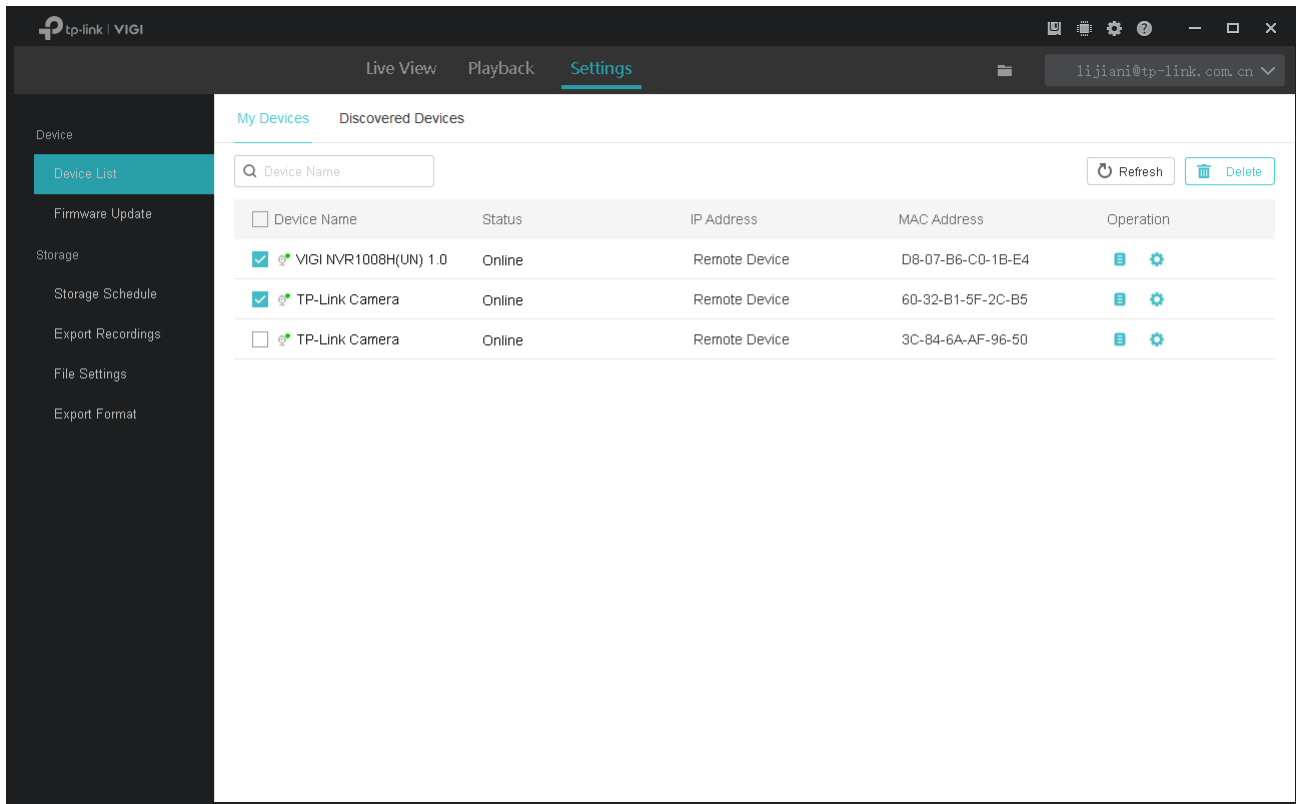 tp-link | VIGI
Live View Playback Settings lijiani@tp-link.com.cn
My Devices Discovered Devices
Device
Device List
Firmware Update
Storage
Storage Schedule
Export Recordings
File Settings
Export Format
Device Name Refresh Delete
Device Name Status IP Address MAC Address Operation
VIGI NVR1008H(UN) 1.0 Online Remote Device D8-07-B6-C0-1B-E4
TP-Link Camera Online Remote Device 60-32-B1-5F-2C-B5
TP-Link Camera Online Remote Device 3C-84-6A-AF-96-50